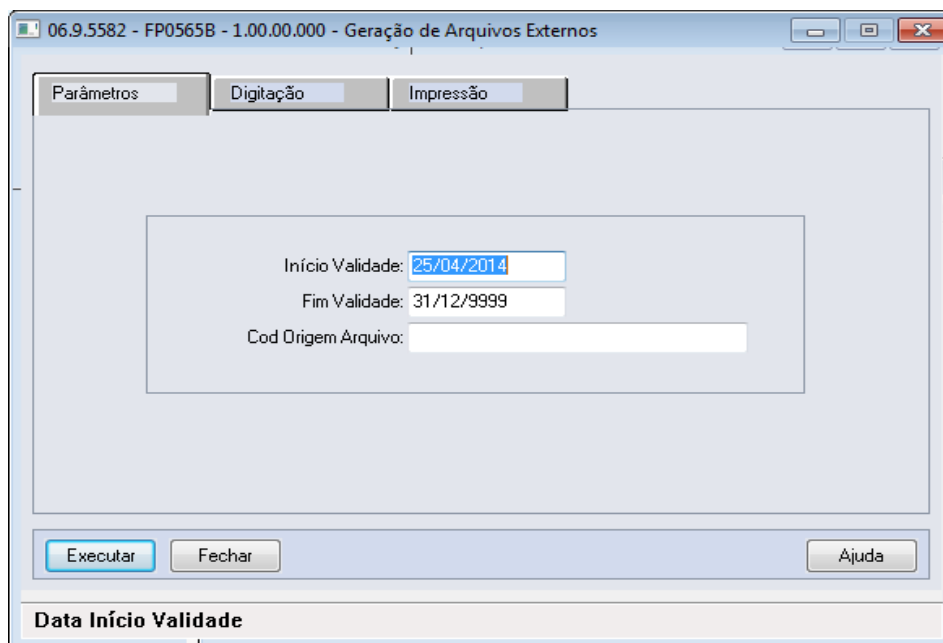 06.9.5582 - FP0565B - 1.00.00.000 - Geração de Arquivos Externos
Parâmetros Digitação Impressão
Início Validade: 25/04/2014
Fim Validade: 31/12/9999
Cod Origem Arquivo:
Executar Fechar Ajuda
Data Início Validade